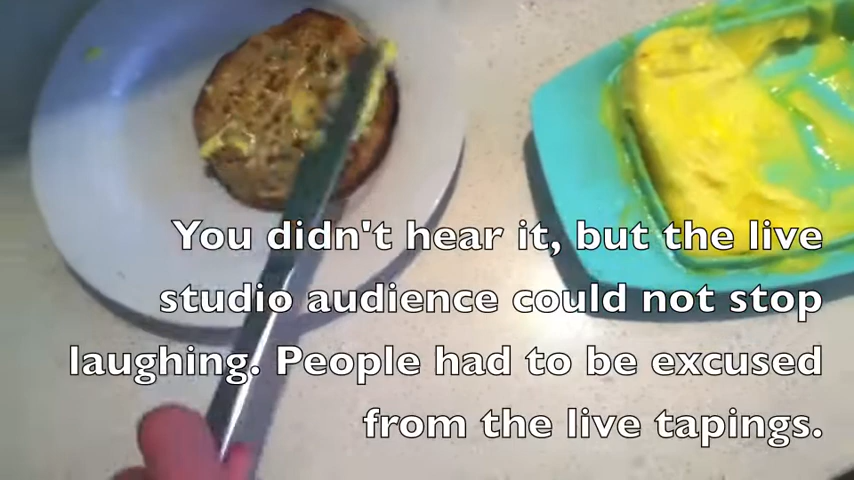 You didn't hear it, but the live
studio audience could not stop
laughing. People had to be excused
from the live tapings.